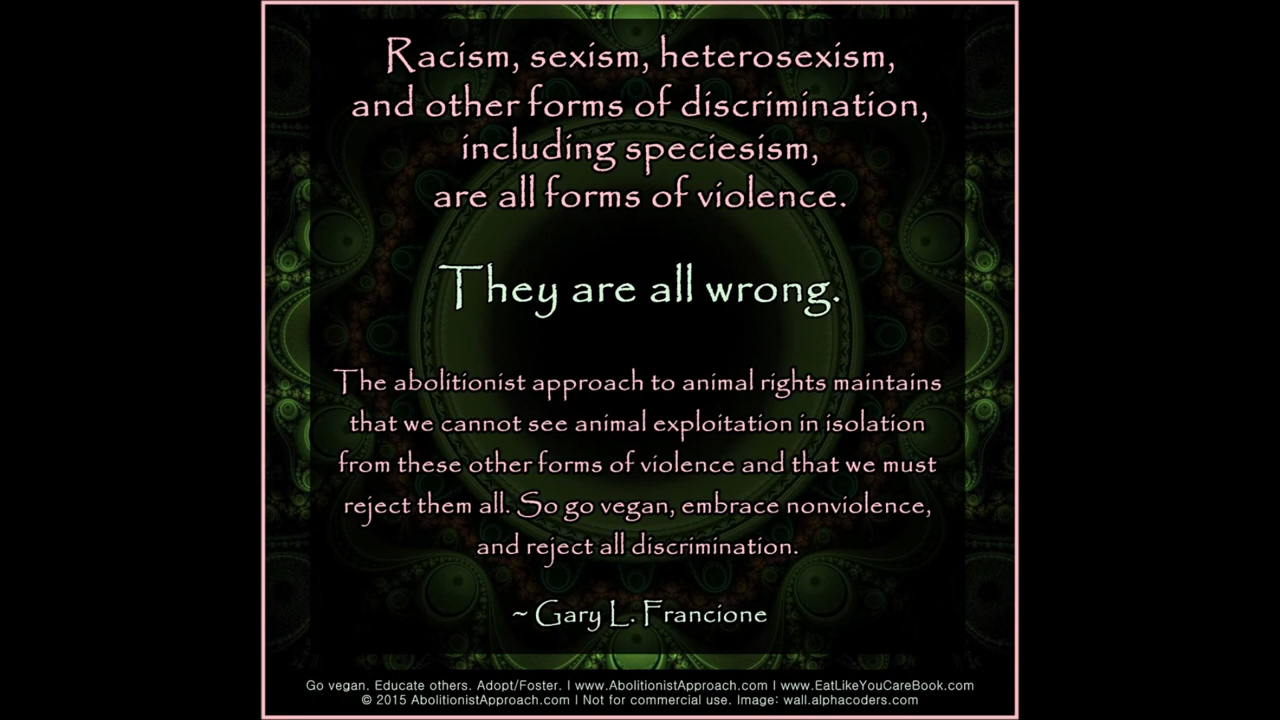 Racism, sexism, heterosexism,
and other forms of discrimination,
including speciesism,
are all forms of violence.
They are all wrong.
The abolitionist approach to animal rights maintains
that we cannot see animal exploitation in isolation
from these other forms of violence and that we must
reject them all. So go vegan, embrace nonviolence,
and reject all discrimination.
~ Gary L. Francione
Go vegan. Educate others. Adopt/Foster. | www.AbolitionistApproach.com | www.EatLikeYouCareBook.com
© 2015 AbolitionistApproach.com | Not for commercial use. Image: wall.alphacoders.com